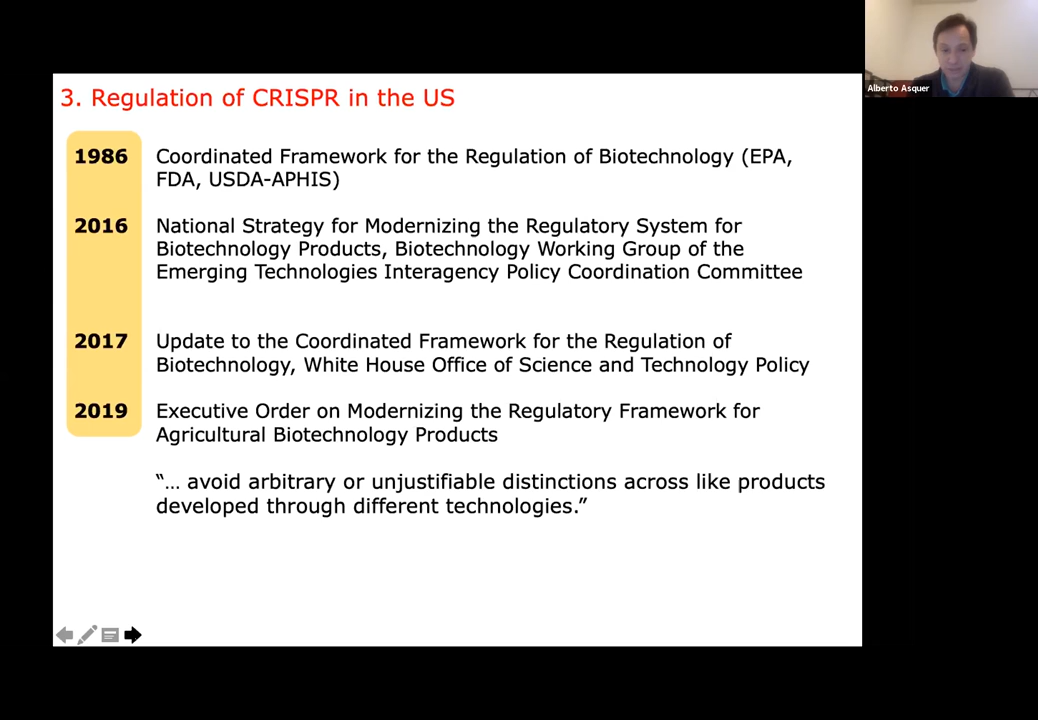 Alberto Asquer
3. Regulation of CRISPR in the US
1986 Coordinated Framework for the Regulation of Biotechnology (EPA,
FDA, USDA-APHIS)
2016 National Strategy for Modernizing the Regulatory System for
Biotechnology Products, Biotechnology Working Group of the
Emerging Technologies Interagency Policy Coordination Committee
2017 Update to the Coordinated Framework for the Regulation of
Biotechnology, White House Office of Science and Technology Policy
2019 Executive Order on Modernizing the Regulatory Framework for
Agricultural Biotechnology Products
“… avoid arbitrary or unjustifiable distinctions across like products
developed through different technologies.”